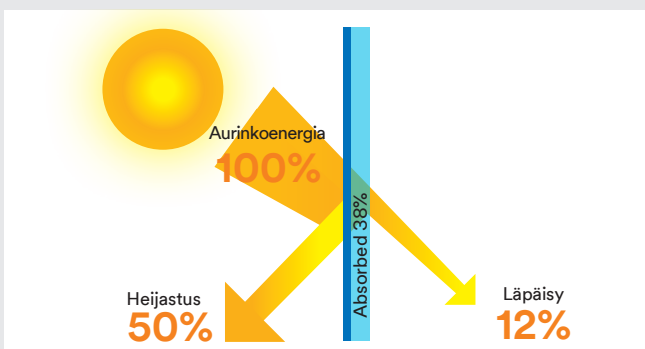 Aurinkoenergia
100%
Absorbed 38%
Heijastus
50%
Läpäisy
12%